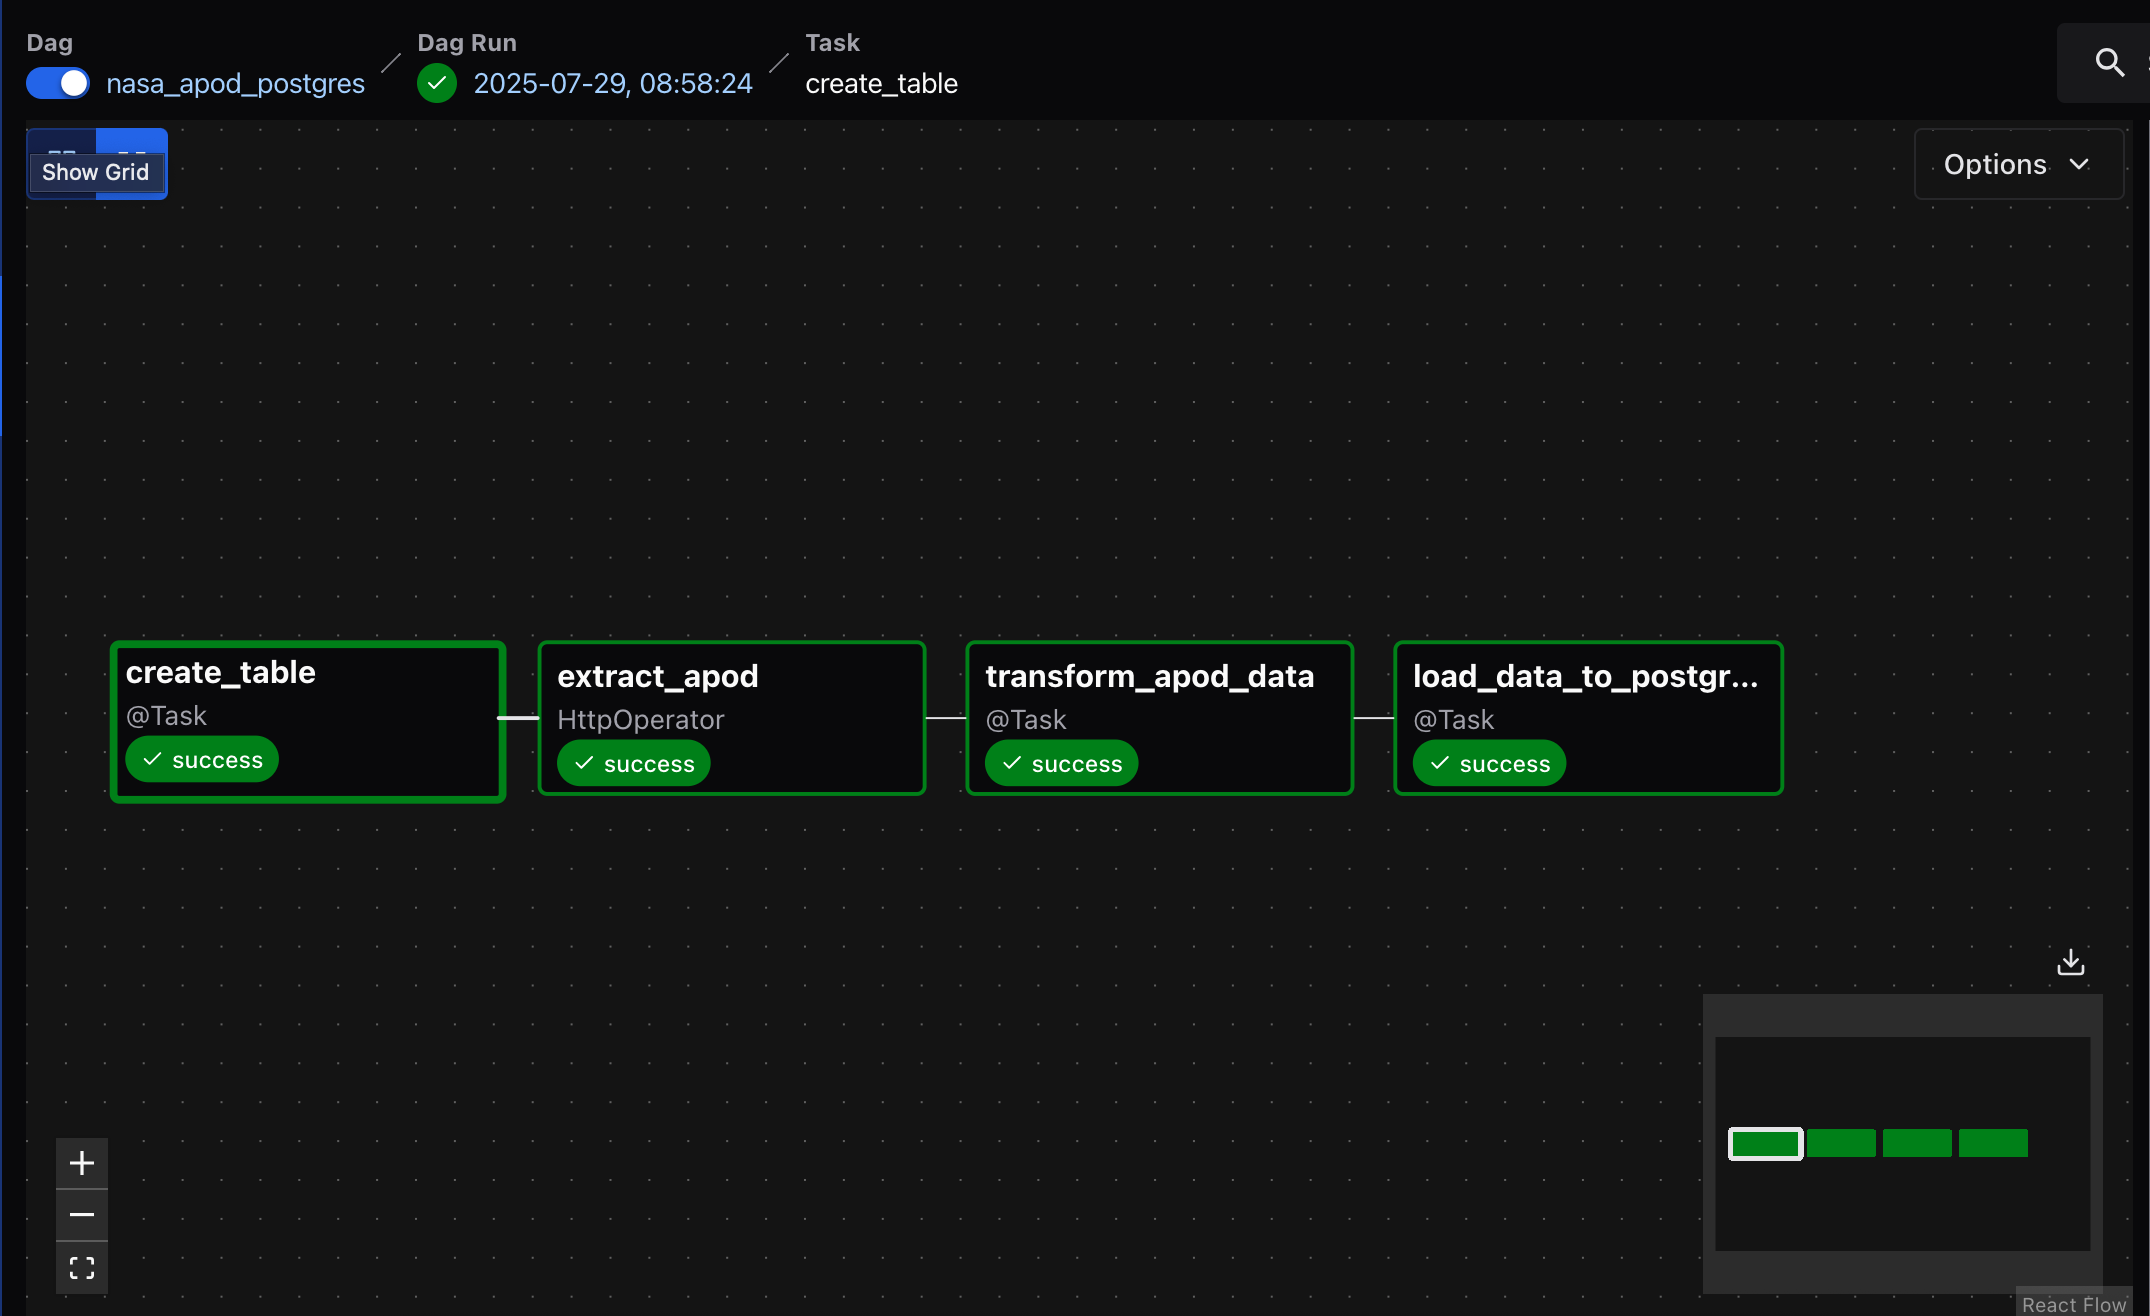 Dag
nasa_apod_postgres
Dag Run
2025-07-29, 08:58:24
Task
create_table
Show Grid
Options
create_table
@Task
success
extract_apod
HttpOperator
success
transform_apod_data
@Task
success
load_data_to_postgr...
@Task
success
React Flow